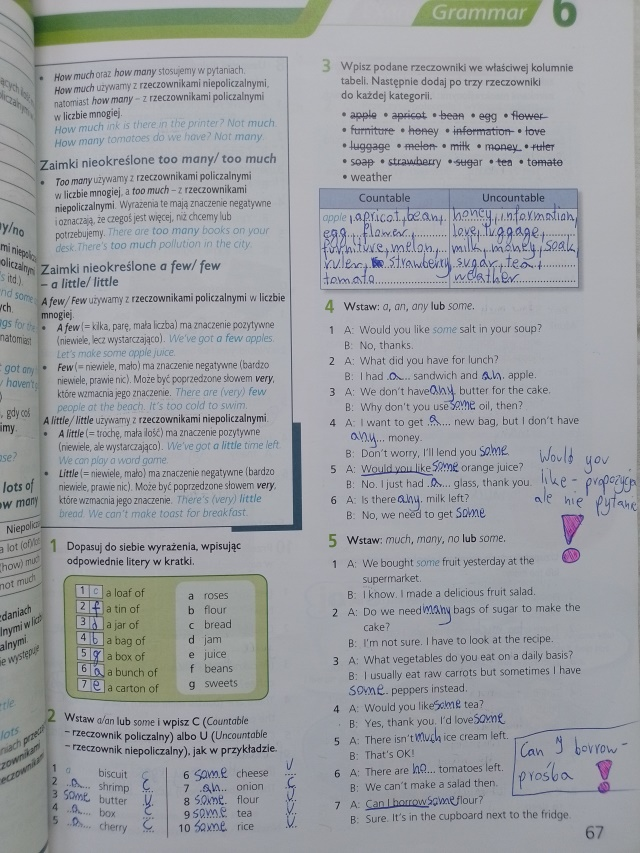 Grammar 6
• How much oraz how many stosujemy w pytaniach.
How much używamy z rzeczownikami niepoliczalnymi,
natomiast how many – z rzeczownikami policzalnymi
w liczbie mnogiej.
How much ink is there in the printer? Not much.
How many tomatoes do we have? Not many.
Zaimki nieokreślone too many/ too much
• Too many używamy z rzeczownikami policzalnymi
w liczbie mnogiej, a too much – z rzeczownikami
niepoliczalnymi. Wyrażenia te mają znaczenie negatywne
i oznaczają, że czegoś jest więcej, niż chcemy lub
potrzebujemy. There are too many books on your
desk. There's too much pollution in the city.
Zaimki nieokreślone a few/ few
– a little/ little
A few/ Few używamy z rzeczownikami policzalnymi w liczbie
mnogiej.
• A few (= kilka, parę, mała liczba) ma znaczenie pozytywne
(niewiele, lecz wystarczająco). We've got a few apples.
Let's make some apple juice.
• Few (= niewiele, mało) ma znaczenie negatywne (bardzo
niewiele, prawie nic). Może być poprzedzone słowem very,
które wzmacnia jego znaczenie. There are (very) few
people at the beach. It's too cold to swim.
A little/ Little używamy z rzeczownikami niepoliczalnymi.
• A little (= trochę, mała ilość) ma znaczenie pozytywne
(niewiele, ale wystarczająco). We've got a little time left.
We can play a word game.
• Little (= niewiele, mało) ma znaczenie negatywne (bardzo
niewiele, prawie nic). Może być poprzedzone słowem very,
które wzmacnia jego znaczenie. There's (very) little
bread. We can't make toast for breakfast.
1 Dopasuj do siebie wyrażenia, wpisując
odpowiednie litery w kratki.
1 c a loaf of a roses
2 f a tin of b flour
3 d a jar of c bread
4 b a bag of d jam
5 g a box of e juice
6 a a bunch of f beans
7 e a carton of g sweets
2 Wstaw a/an lub some i wpisz C (Countable
– rzeczownik policzalny) albo U (Uncountable
– rzeczownik niepoliczalny), jak w przykładzie.
1 a biscuit C
2 a shrimp C
3 some butter U
4 a box C
5 a cherry C
6 some cheese U
7 an onion C
8 some flour U
9 some tea U
10 some rice U
3 Wpisz podane rzeczowniki we właściwej kolumnie
tabeli. Następnie dodaj po trzy rzeczowniki
do każdej kategorii.
• apple • apricot • bean • egg • flower
• furniture • honey • information • love
• luggage • melon • milk • money • ruler
• soap • strawberry • sugar • tea • tomato
• weather
Countable Uncountable
apple, apricot, bean, honey, information,
egg, flower, love, luggage,
furniture, melon, milk, money, soak,
ruler, strawberry sugar, tea,
tomato weather
4 Wstaw: a, an, any lub some.
1 A: Would you like some salt in your soup?
B: No, thanks.
2 A: What did you have for lunch?
B: I had a sandwich and an apple.
3 A: We don't have any butter for the cake.
B: Why don't you use some oil, then?
4 A: I want to get a new bag, but I don't have
any money.
B: Don't worry, I'll lend you some
5 A: Would you like some orange juice?
B: No. I just had a glass, thank you.
6 A: Is there any milk left?
B: No, we need to get some
Would you
like - propozycja
ale nie pytanie
!
5 Wstaw: much, many, no lub some.
1 A: We bought some fruit yesterday at the
supermarket.
B: I know. I made a delicious fruit salad.
2 A: Do we need many bags of sugar to make the
cake?
B: I'm not sure. I have to look at the recipe.
3 A: What vegetables do you eat on a daily basis?
B: I usually eat raw carrots but sometimes I have
some peppers instead.
4 A: Would you like some tea?
B: Yes, thank you. I'd love some
5 A: There isn't much ice cream left.
B: That's OK!
6 A: There are no tomatoes left.
B: We can't make a salad then.
7 A: Can I borrow some flour?
B: Sure. It's in the cupboard next to the fridge.
Can I borrow -
prośba !
67